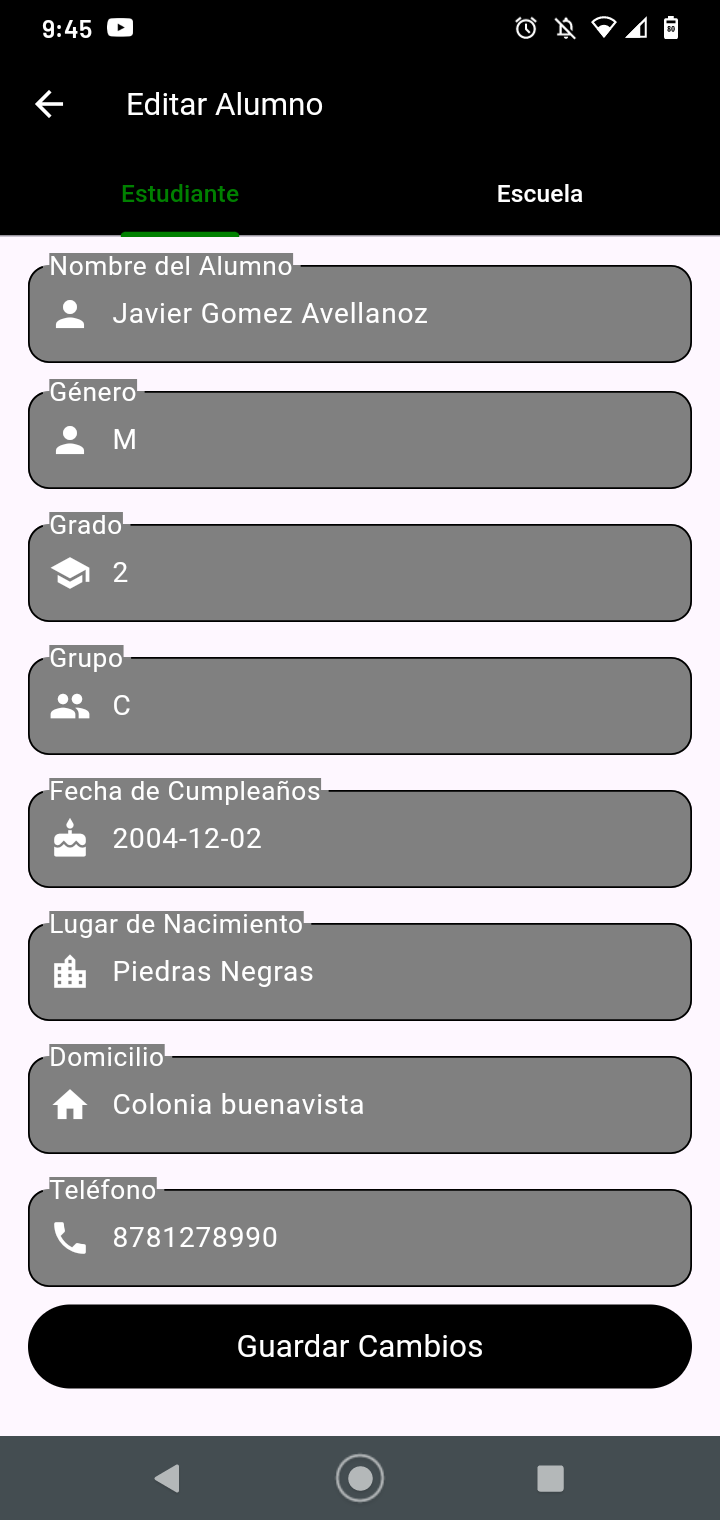 9:45
80
Editar Alumno
Estudiante
Escuela
Nombre del Alumno
Javier Gomez Avellanoz
Género
M
Grado
2
Grupo
C
Fecha de Cumpleaños
2004-12-02
Lugar de Nacimiento
Piedras Negras
Domicilio
Colonia buenavista
Teléfono
8781278990
Guardar Cambios